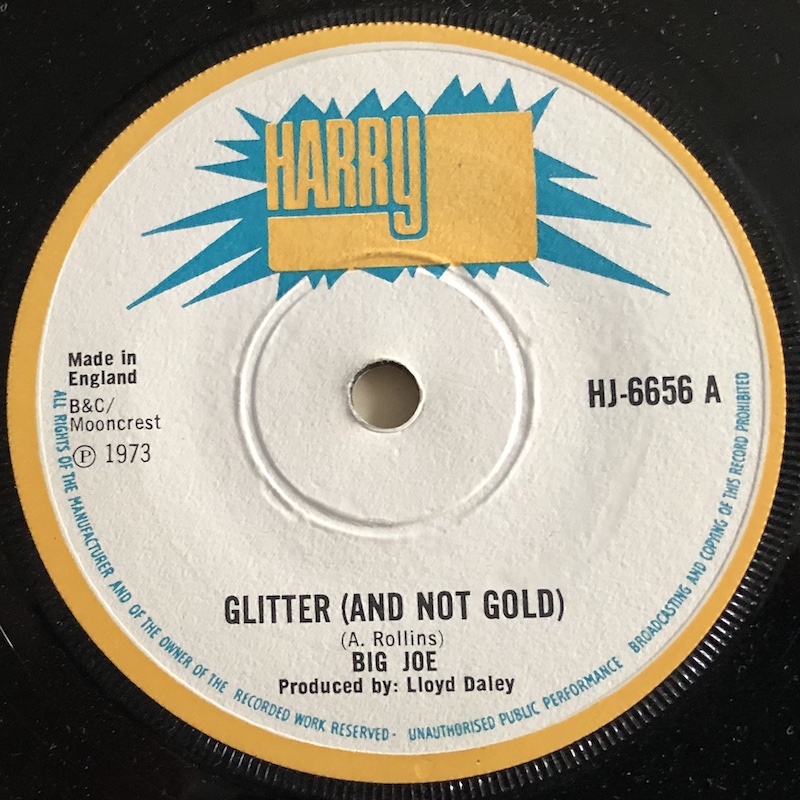 HARRY
Made in
England
B&C/
Mooncrest
Ⓟ 1973
HJ-6656 A
GLITTER (AND NOT GOLD)
(A. Rollins)
BIG JOE
Produced by: Lloyd Daley
ALL RIGHTS OF THE MANUFACTURER AND OF THE OWNER OF THE RECORDED WORK RESERVED - UNAUTHORISED PUBLIC PERFORMANCE BROADCASTING AND COPYING OF THIS RECORD PROHIBITED